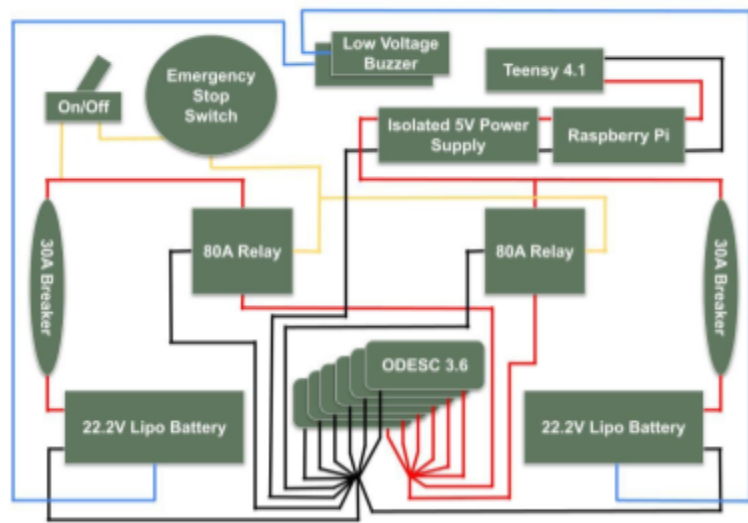 Low Voltage
Buzzer
Emergency
Stop
Switch
Teensy 4.1
On/Off
Isolated 5V Power
Supply
Raspberry Pi
30A Breaker
80A Relay
80A Relay
30A Breaker
ODESC 3.6
22.2V Lipo Battery
22.2V Lipo Battery